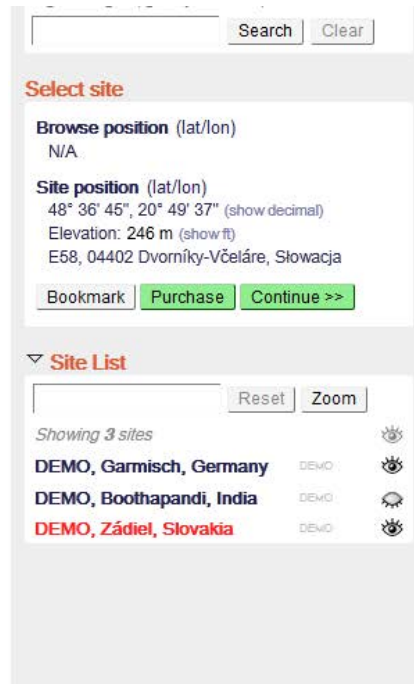 Search Clear
Select site
Browse position (lat/lon)
N/A
Site position (lat/lon)
48° 36' 45", 20° 49' 37" (show decimal)
Elevation: 246 m (show ft)
E58, 04402 Dvorníky-Včeláre, Słowacja
Bookmark Purchase Continue >>
Site List
Reset Zoom
Showing 3 sites
DEMO, Garmisch, Germany DEMO
DEMO, Boothapandi, India DEMO
DEMO, Zádiel, Slovakia DEMO